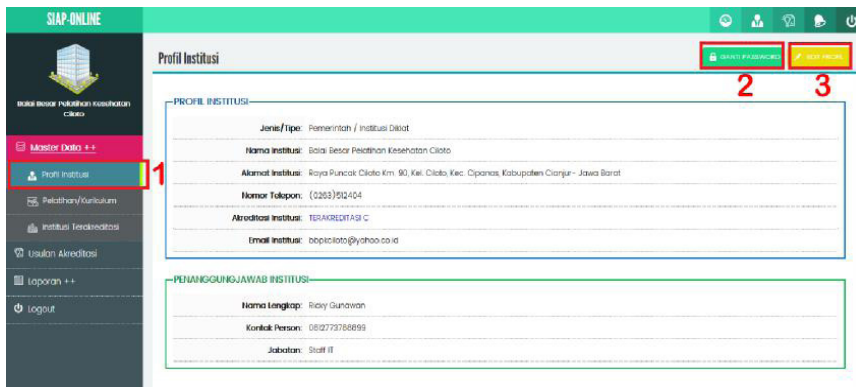 SIAP-ONLINE
Balai Besar Pelatihan Kesehatan
Ciloto
Master Data ++
Profil Institusi
Pelatihan/Kurikulum
Institusi Terakreditasi
Usulan Akreditasi
Laporan ++
Logout
1
Profil Institusi
GANTI PASSWORD
EDIT PROFIL
2
3
PROFIL INSTITUSI
Jenis/Tipe: Pemerintah / Institusi Diklat
Nama Institusi: Balai Besar Pelatihan Kesehatan Ciloto
Alamat Institusi: Raya Puncak Ciloto Km. 90, Kel. Ciloto, Kec. Cipanas, Kabupaten Cianjur - Jawa Barat
Nomor Telepon: (0263)512404
Akreditasi Institusi: TERAKREDITASI C
Email Institusi: bbpkciloto@yahoo.co.id
PENANGGUNGJAWAB INSTITUSI
Nama Lengkap: Ricky Gunawan
Kontak Person:
Jabatan: Staff IT